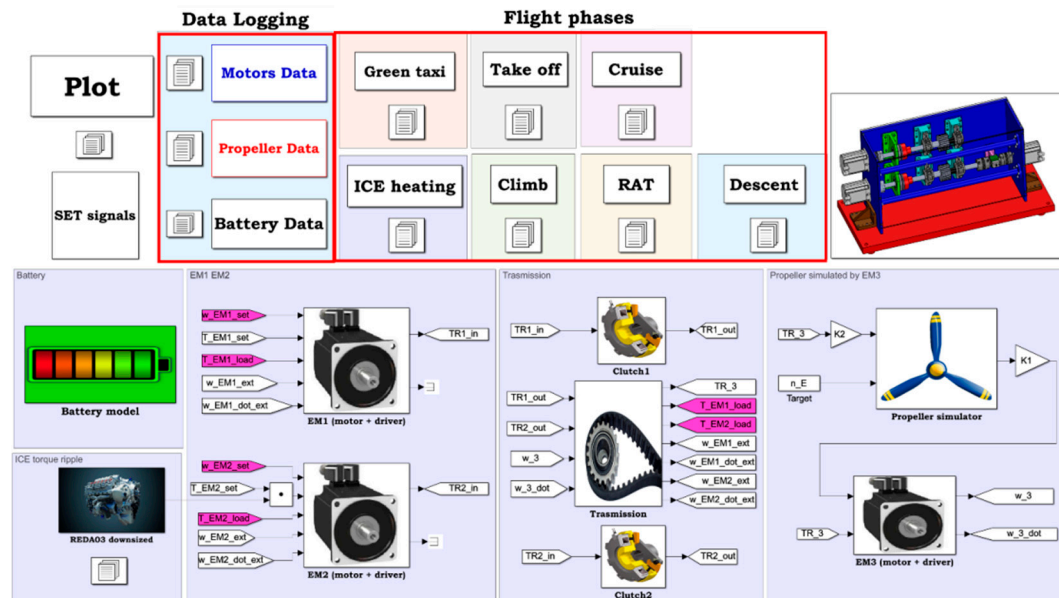 Data Logging
Flight phases
Plot
Motors Data
Green taxi
Take off
Cruise
Propeller Data
SET signals
Battery Data
ICE heating
Climb
RAT
Descent
Battery
Battery model
ICE torque ripple
REDA03 downsized
EM1 EM2
w_EM1_set
T_EM1_set
T_EM1_load
w_EM1_ext
w_EM1_dot_ext
TR1_in
EM1 (motor + driver)
w_EM2_set
T_EM2_set
T_EM2_load
w_EM2_ext
w_EM2_dot_ext
TR2_in
EM2 (motor + driver)
Trasmission
TR1_in
TR1_out
Clutch1
TR1_out
TR2_out
w_3
w_3_dot
TR_3
T_EM1_load
T_EM2_load
w_EM1_ext
w_EM1_dot_ext
w_EM2_ext
w_EM2_dot_ext
Trasmission
TR2_in
TR2_out
Clutch2
Propeller simulated by EM3
TR_3
K2
n_E
Target
K1
Propeller simulator
TR_3
w_3
w_3_dot
EM3 (motor + driver)